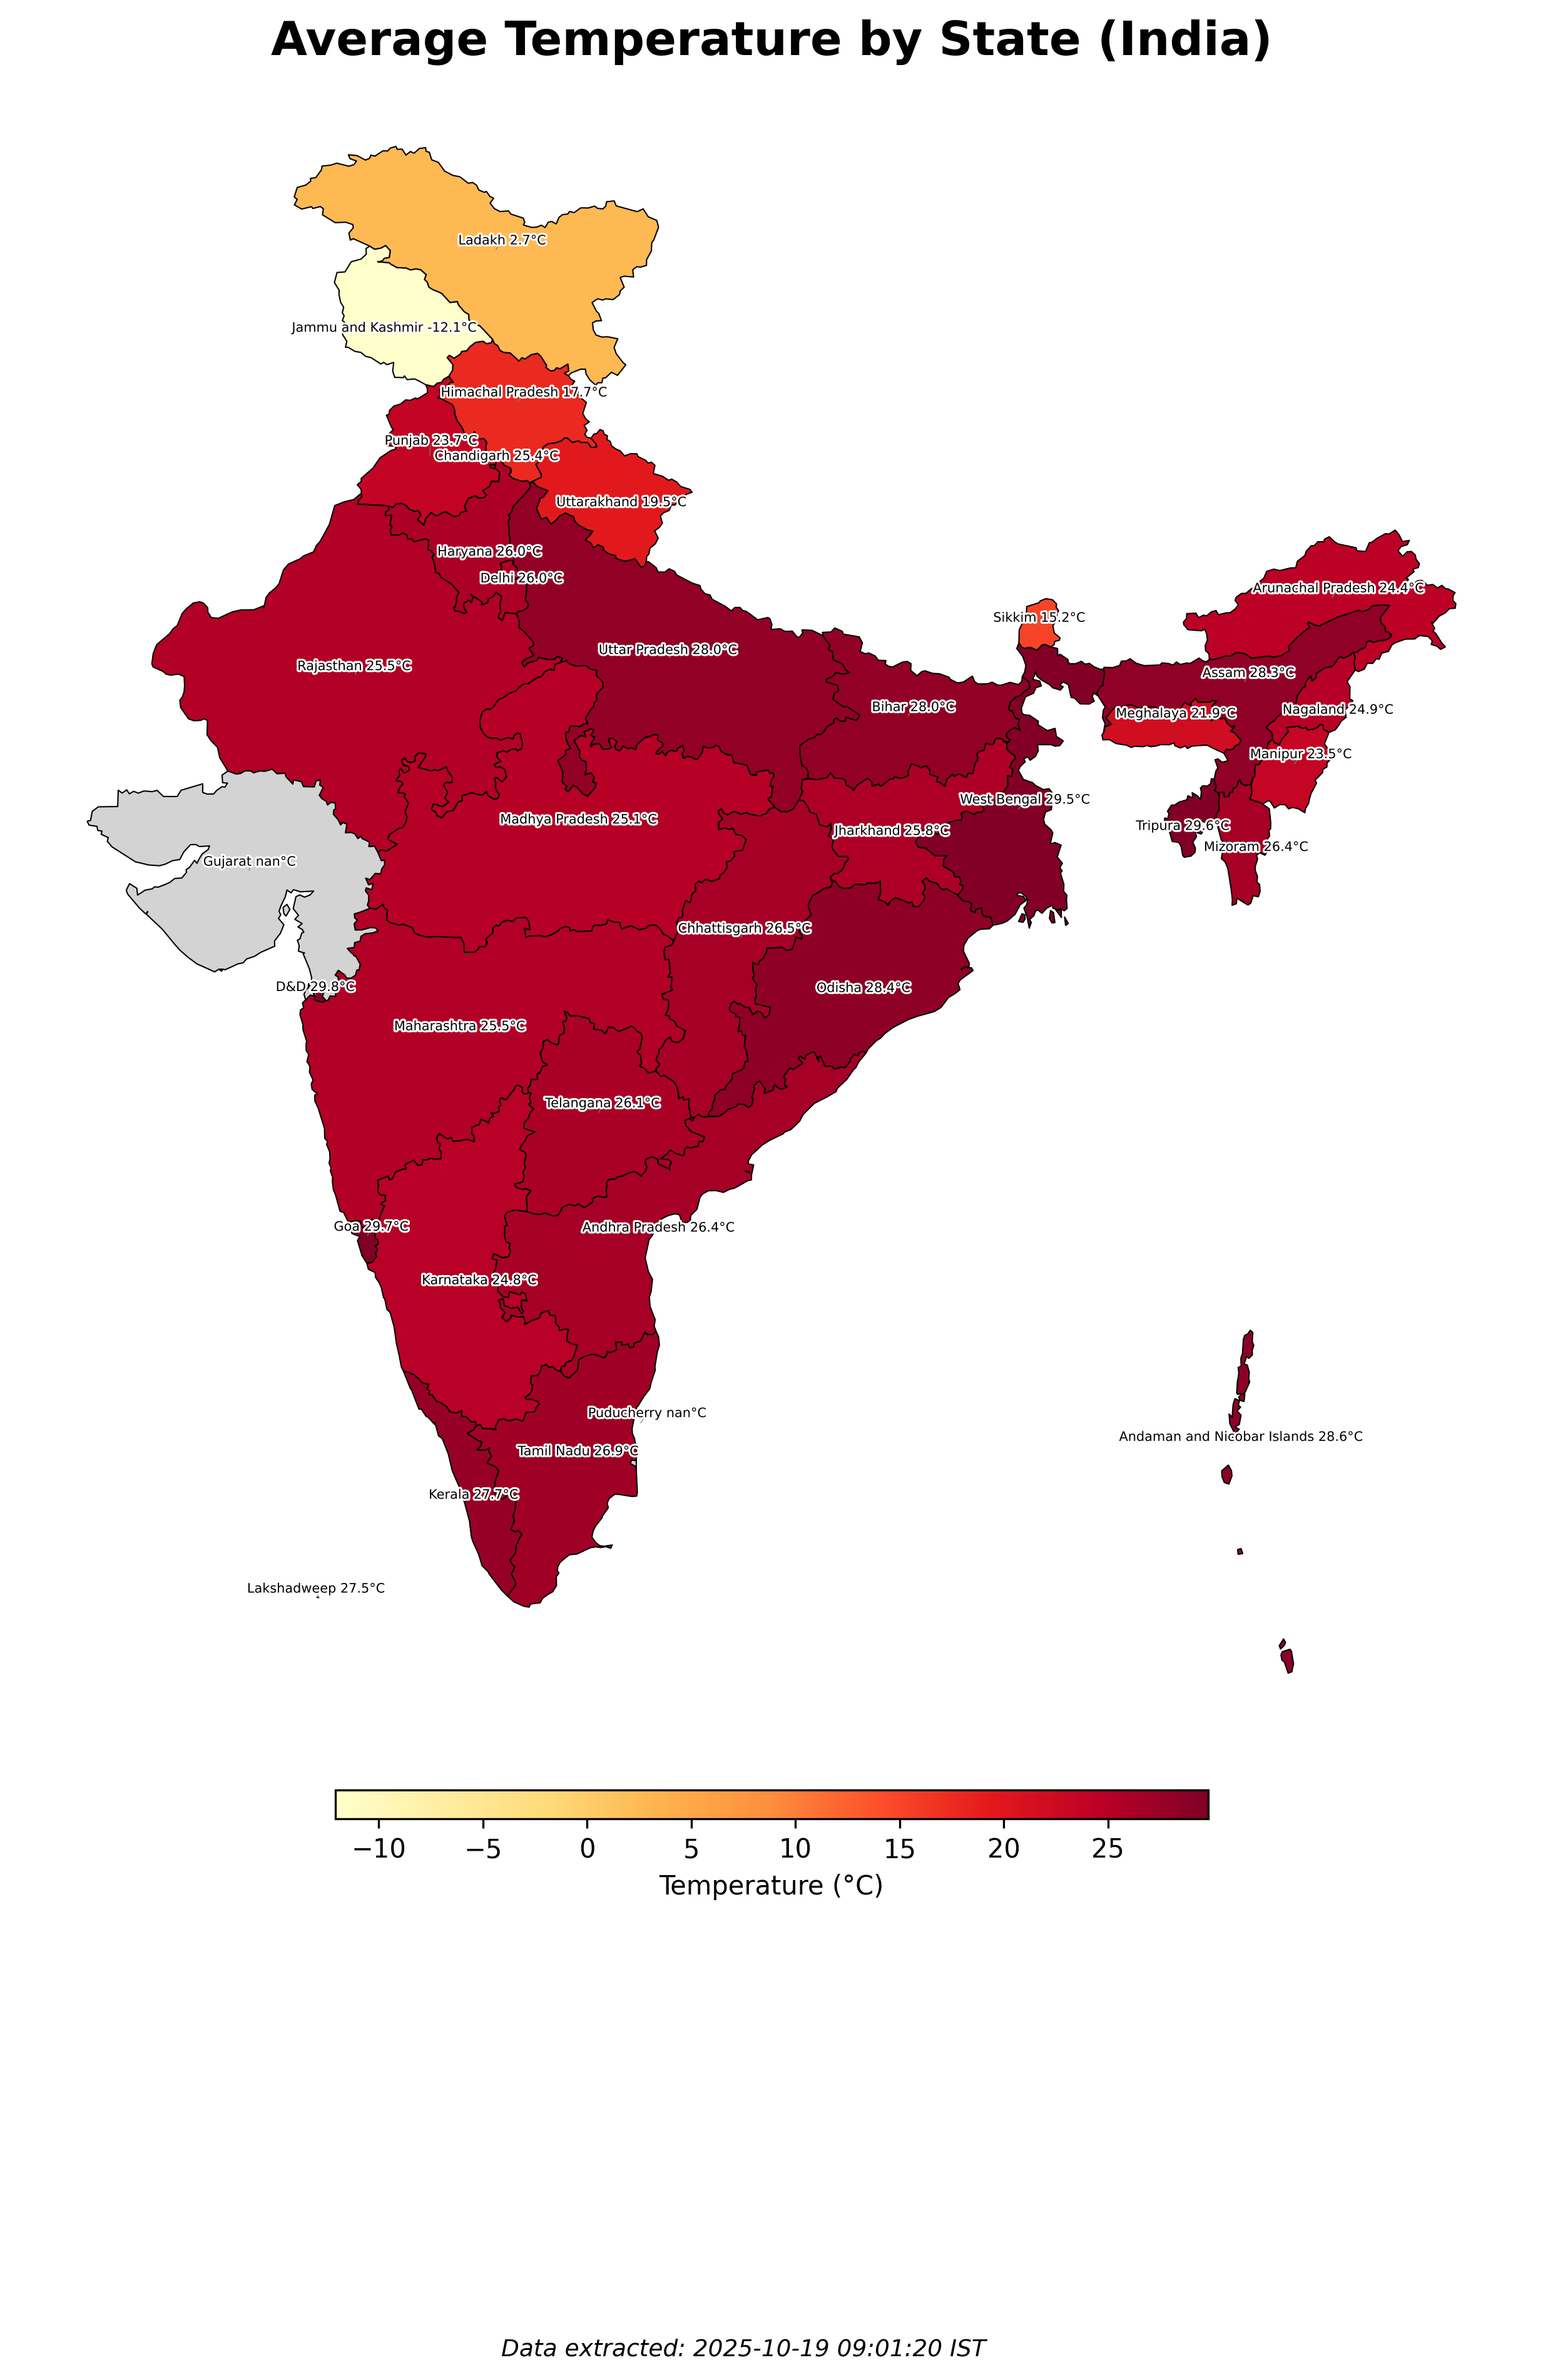 Average Temperature by State (India)
Ladakh 2.7°C
Jammu and Kashmir -12.1°C
Himachal Pradesh 17.7°C
Punjab 23.7°C
Chandigarh 25.4°C
Uttarakhand 19.5°C
Haryana 26.0°C
Delhi 26.0°C
Arunachal Pradesh 24.4°C
Sikkim 15.2°C
Uttar Pradesh 28.0°C
Rajasthan 25.5°C
Assam 28.3°C
Bihar 28.0°C
Nagaland 24.9°C
Meghalaya 21.9°C
Manipur 23.5°C
West Bengal 29.5°C
Madhya Pradesh 25.1°C
Tripura 29.6°C
Jharkhand 25.8°C
Mizoram 26.4°C
Gujarat nan°C
Chhattisgarh 26.5°C
D&D 29.8°C
Odisha 28.4°C
Maharashtra 25.5°C
Telangana 26.1°C
Goa 29.7°C
Andhra Pradesh 26.4°C
Karnataka 24.8°C
Puducherry nan°C
Andaman and Nicobar Islands 28.6°C
Tamil Nadu 26.9°C
Kerala 27.7°C
Lakshadweep 27.5°C
−10 −5 0 5 10 15 20 25
Temperature (°C)
Data extracted: 2025-10-19 09:01:20 IST